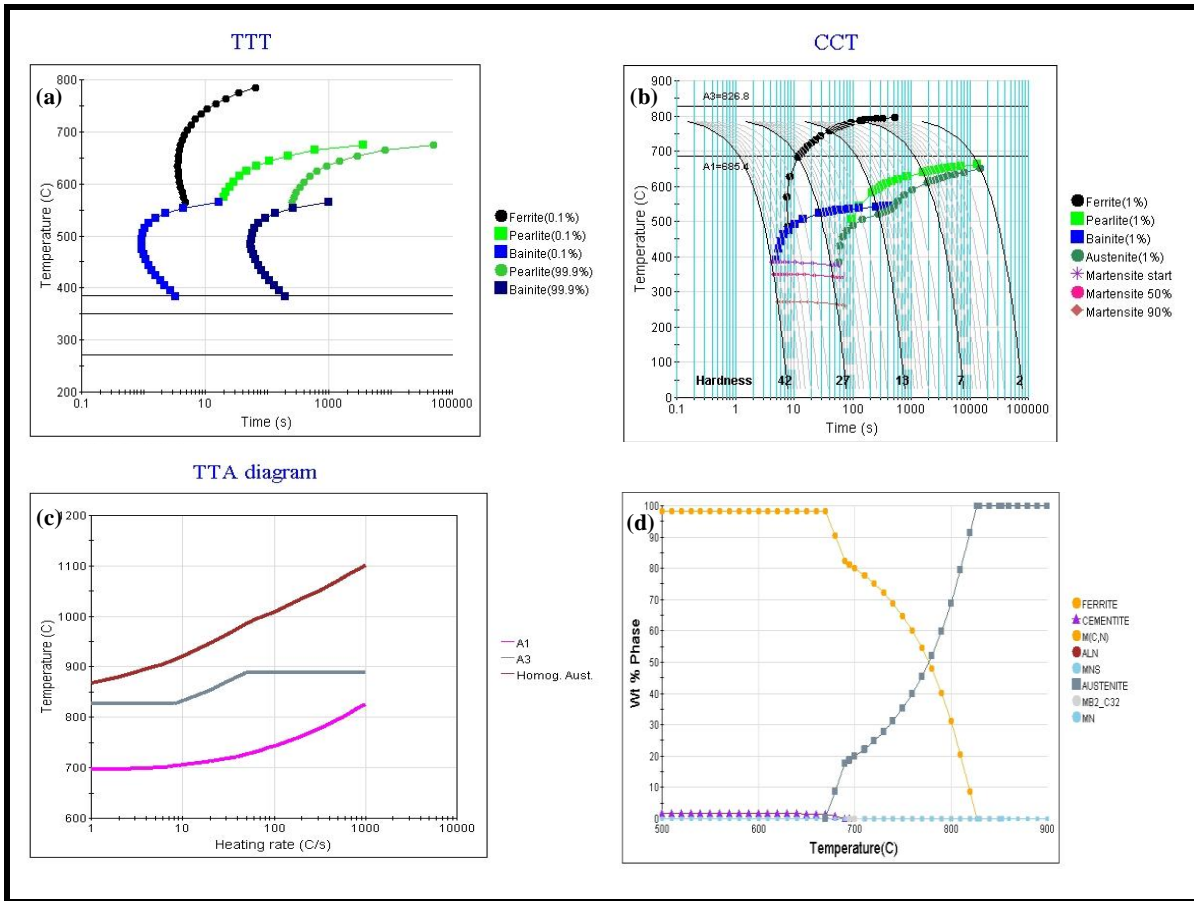 TTT
(a)
Temperature (C)
800
700
600
500
400
300
200
0.1
10
1000
100000
Time (s)
Ferrite(0.1%)
Pearlite(0.1%)
Bainite(0.1%)
Pearlite(99.9%)
Bainite(99.9%)
CCT
(b)
Temperature (C)
900
800
700
600
500
400
300
200
100
0
A3=826.8
A1=685.4
Hardness
42
27
13
7
2
0.1
1
10
100
1000
10000
100000
Time (s)
Ferrite(1%)
Pearlite(1%)
Bainite(1%)
Austenite(1%)
Martensite start
Martensite 50%
Martensite 90%
TTA diagram
(c)
Temperature (C)
1200
1100
1000
900
800
700
600
1
10
100
1000
10000
Heating rate (C/s)
A1
A3
Homog. Aust.
(d)
Wt % Phase
100
90
80
70
60
50
40
30
20
10
0
500
600
700
800
900
Temperature(C)
FERRITE
CEMENTITE
M(C,N)
ALN
MNS
AUSTENITE
MB2_C32
MN